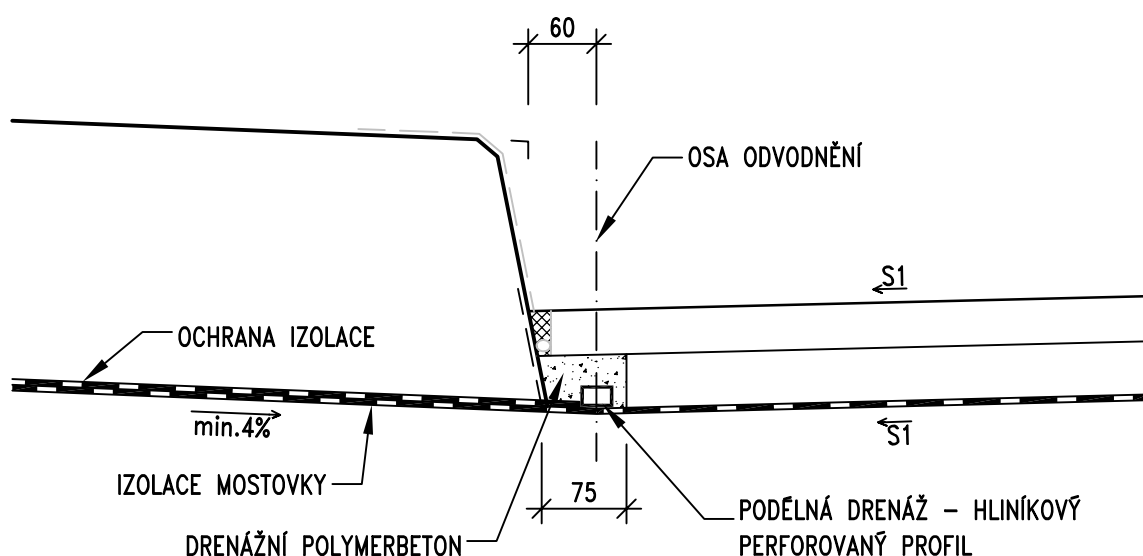 60
OSA ODVODNĚNÍ
S1
OCHRANA IZOLACE
min.4%
S1
IZOLACE MOSTOVKY
75
PODÉLNÁ DRENÁŽ – HLINÍKOVÝ
PERFOROVANÝ PROFIL
DRENÁŽNÍ POLYMERBETON